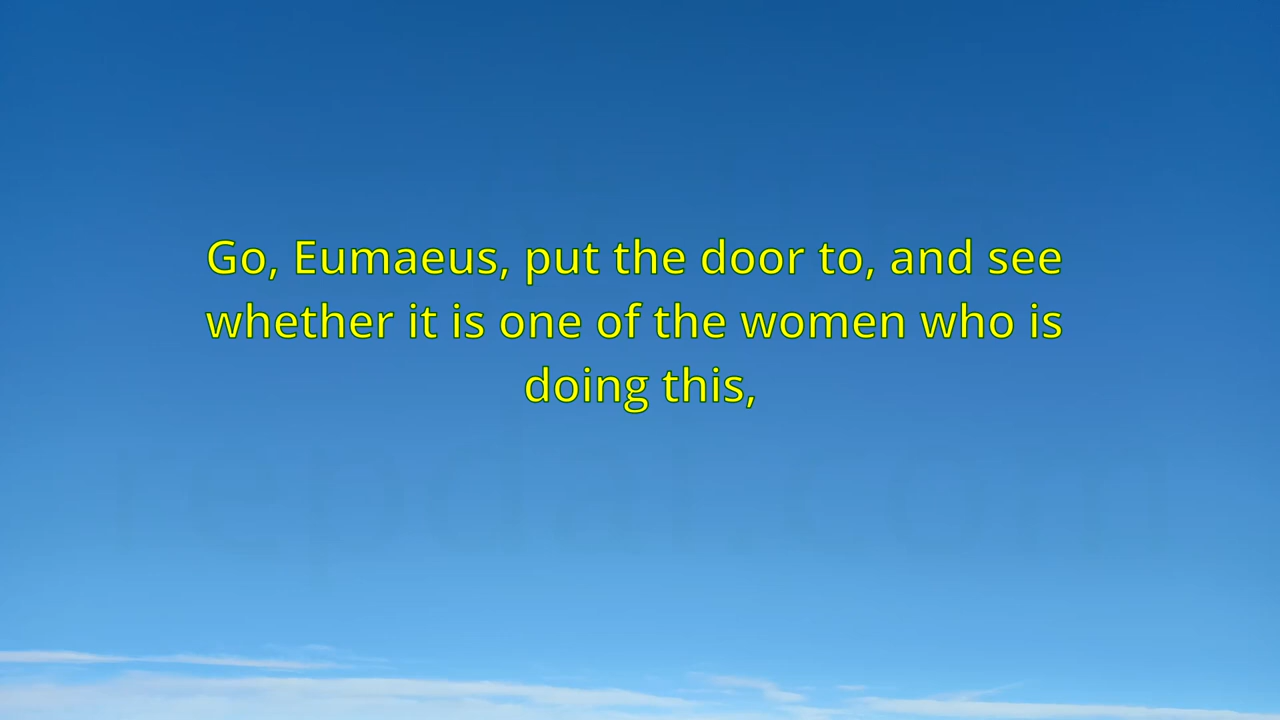 Go, Eumaeus, put the door to, and see
whether it is one of the women who is
doing this,